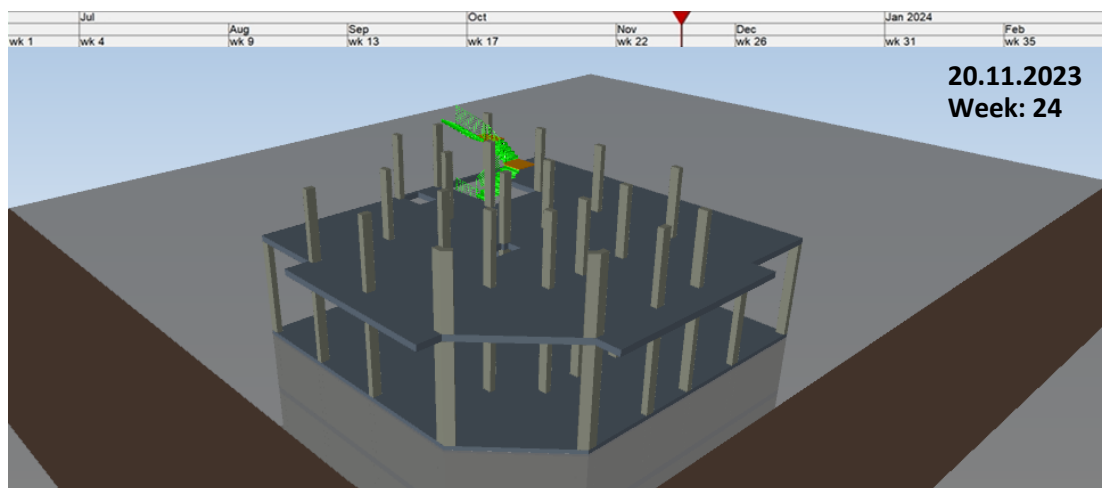 Jul Oct Jan 2024
Aug Sep Nov Dec Feb
wk 1 wk 4 wk 9 wk 13 wk 17 wk 22 wk 26 wk 31 wk 35
20.11.2023
Week: 24